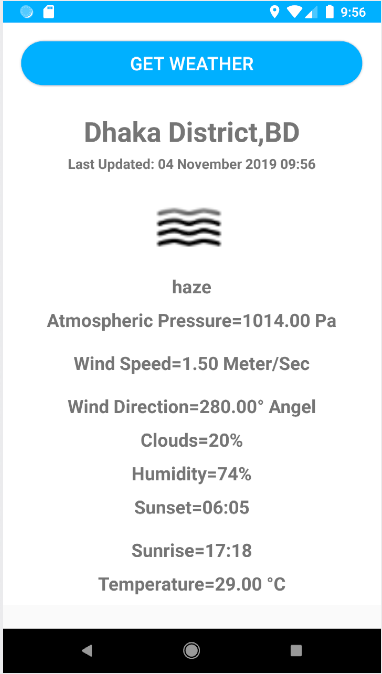 9:56
GET WEATHER
Dhaka District,BD
Last Updated: 04 November 2019 09:56
haze
Atmospheric Pressure=1014.00 Pa
Wind Speed=1.50 Meter/Sec
Wind Direction=280.00° Angel
Clouds=20%
Humidity=74%
Sunset=06:05
Sunrise=17:18
Temperature=29.00 °C